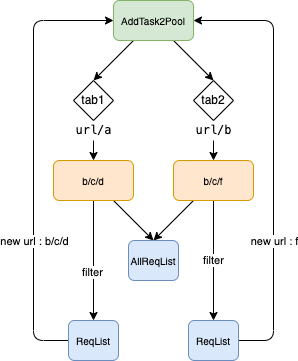 AddTask2Pool
tab1
tab2
url/a
url/b
b/c/d
b/c/f
new url : b/c/d
new url : f
AllReqList
filter
filter
ReqList
ReqList